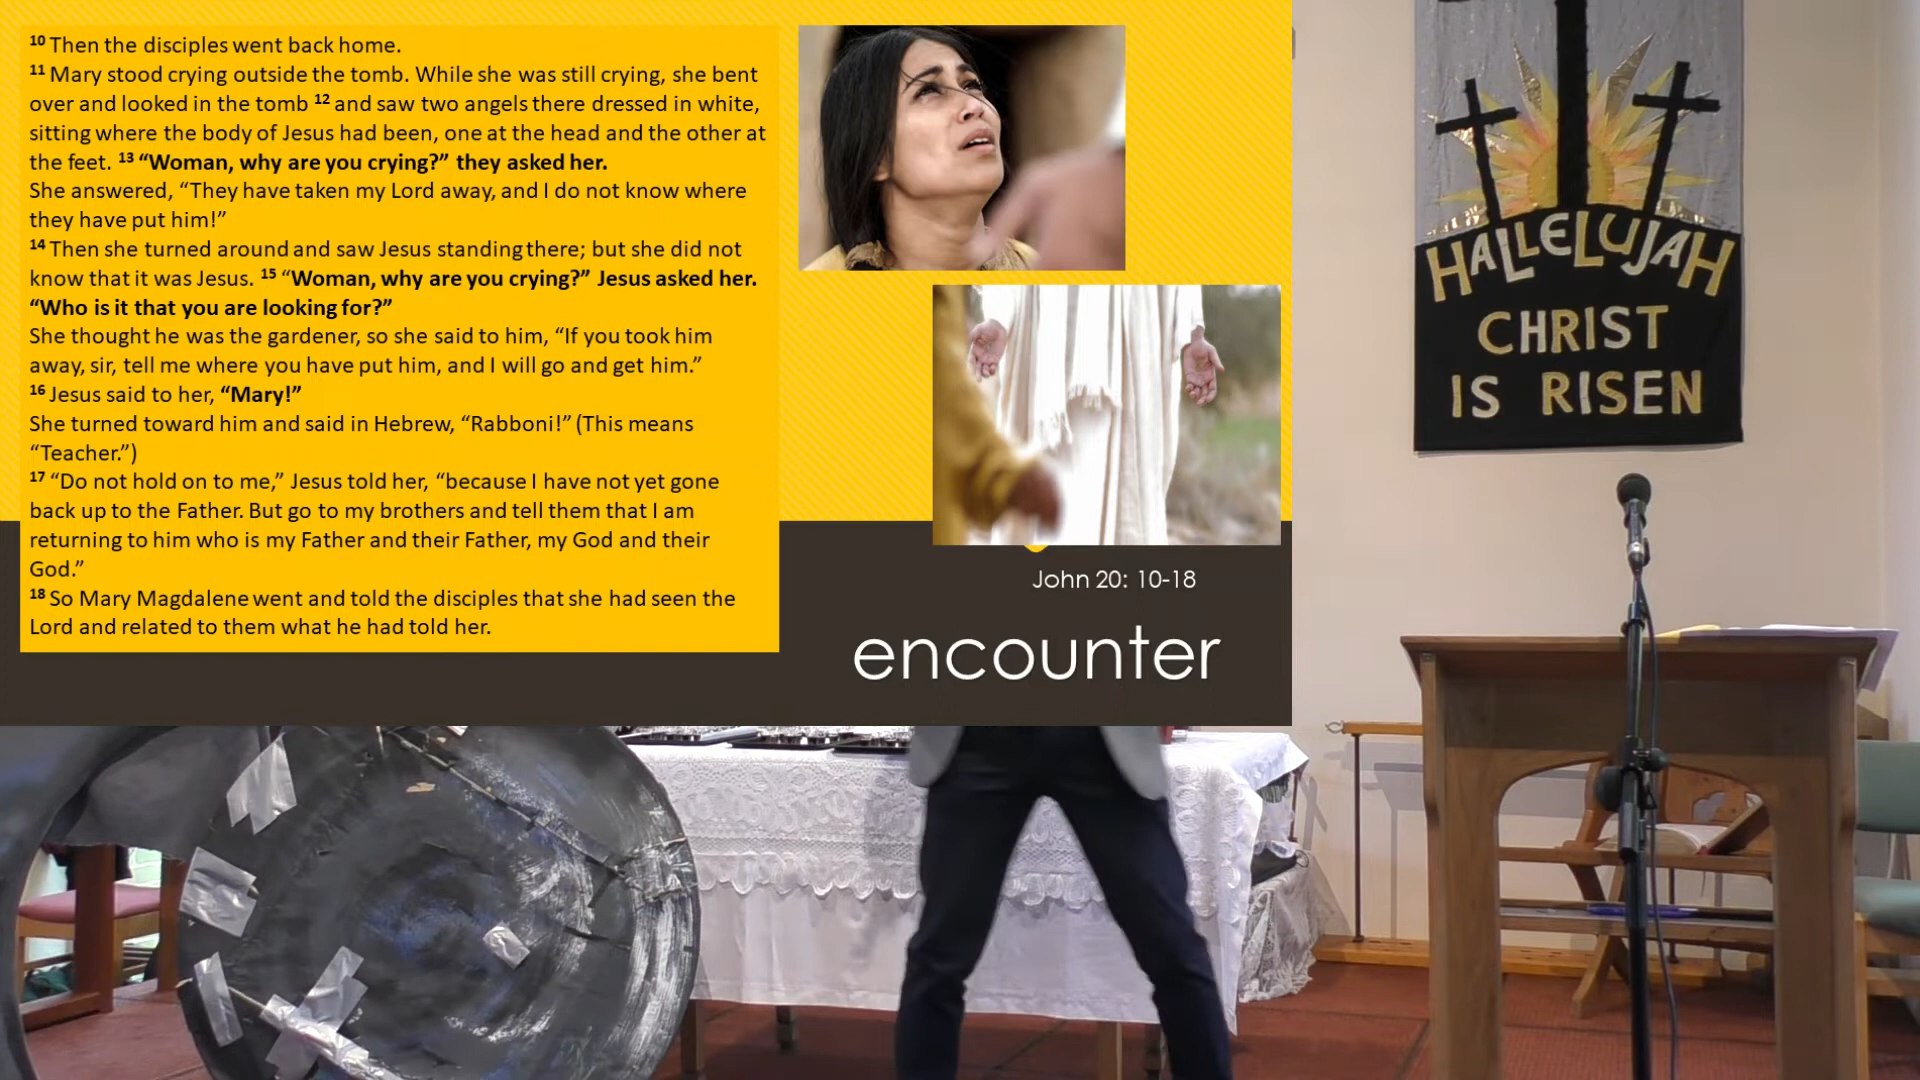 10 Then the disciples went back home.
11 Mary stood crying outside the tomb. While she was still crying, she bent
over and looked in the tomb 12 and saw two angels there dressed in white,
sitting where the body of Jesus had been, one at the head and the other at
the feet. 13 “Woman, why are you crying?” they asked her.
She answered, “They have taken my Lord away, and I do not know where
they have put him!”
14 Then she turned around and saw Jesus standing there; but she did not
know that it was Jesus. 15 “Woman, why are you crying?” Jesus asked her.
“Who is it that you are looking for?”
She thought he was the gardener, so she said to him, “If you took him
away, sir, tell me where you have put him, and I will go and get him.”
16 Jesus said to her, “Mary!”
She turned toward him and said in Hebrew, “Rabboni!” (This means
“Teacher.”)
17 “Do not hold on to me,” Jesus told her, “because I have not yet gone
back up to the Father. But go to my brothers and tell them that I am
returning to him who is my Father and their Father, my God and their
God.”
18 So Mary Magdalene went and told the disciples that she had seen the
Lord and related to them what he had told her.
John 20: 10-18
encounter
HALLELUJAH
CHRIST
IS RISEN